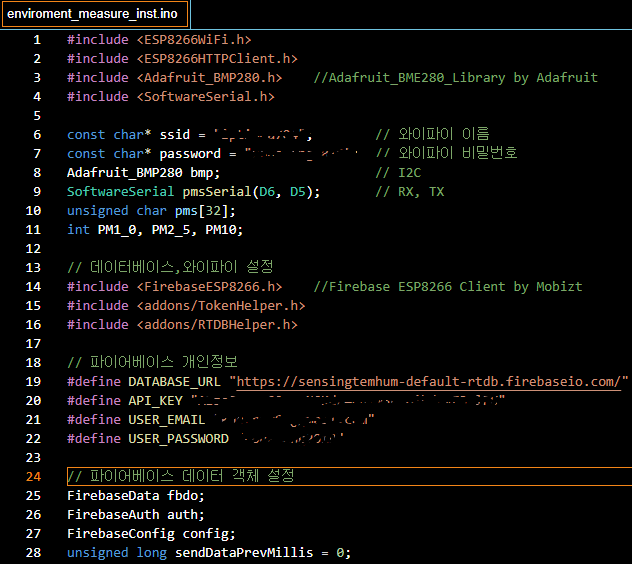 enviroment_measure_inst.ino
1 #include <ESP8266WiFi.h>
2 #include <ESP8266HTTPClient.h>
3 #include <Adafruit_BMP280.h> //Adafruit_BME280_Library by Adafruit
4 #include <SoftwareSerial.h>
5
6 const char* ssid = " ", // 와이파이 이름
7 const char* password = " // 와이파이 비밀번호
8 Adafruit_BMP280 bmp; // I2C
9 SoftwareSerial pmsSerial(D6, D5); // RX, TX
10 unsigned char pms[32];
11 int PM1_0, PM2_5, PM10;
12
13 // 데이터베이스,와이파이 설정
14 #include <FirebaseESP8266.h> //Firebase ESP8266 Client by Mobizt
15 #include <addons/TokenHelper.h>
16 #include <addons/RTDBHelper.h>
17
18 // 파이어베이스 개인정보
19 #define DATABASE_URL "https://sensingtemhum-default-rtdb.firebaseio.com/"
20 #define API_KEY " "
21 #define USER_EMAIL "
22 #define USER_PASSWORD
23
24 // 파이어베이스 데이터 객체 설정
25 FirebaseData fbdo;
26 FirebaseAuth auth;
27 FirebaseConfig config;
28 unsigned long sendDataPrevMillis = 0;